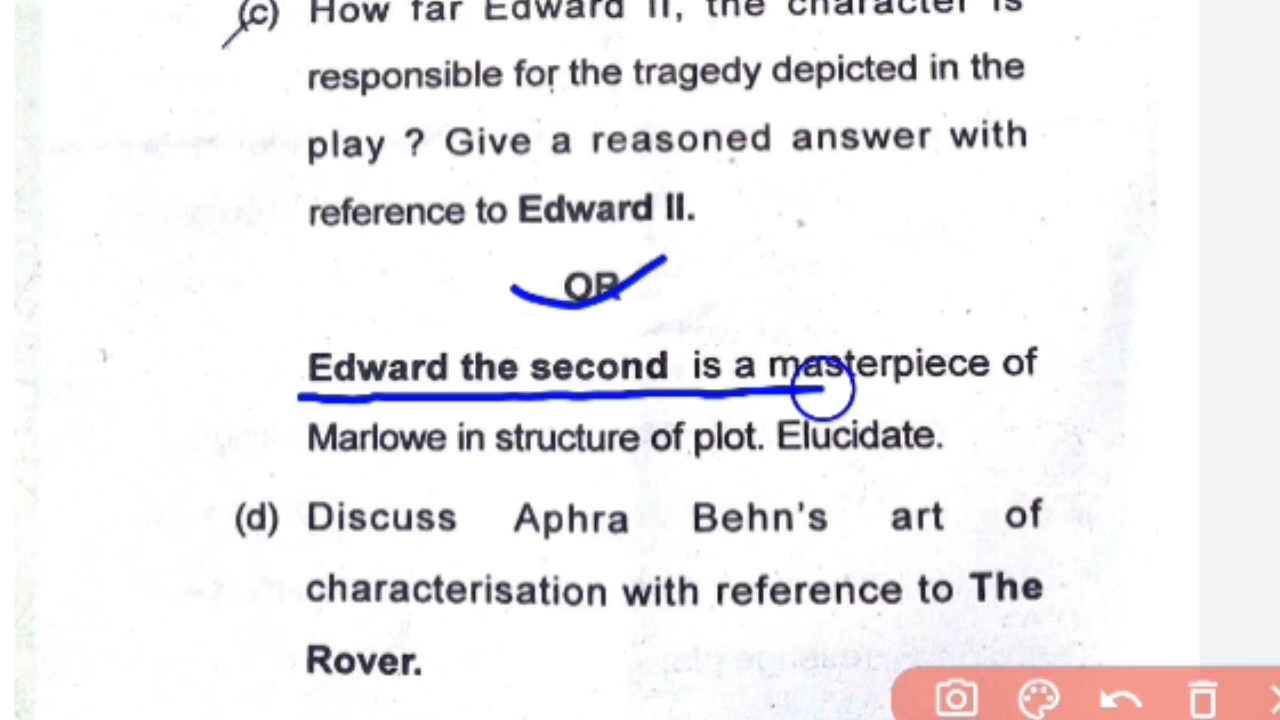 (c) How far Edward II, the character is
responsible for the tragedy depicted in the
play ? Give a reasoned answer with
reference to Edward II.
OR
Edward the second is a masterpiece of
Marlowe in structure of plot. Elucidate.
(d) Discuss Aphra Behn's art of
characterisation with reference to The
Rover.